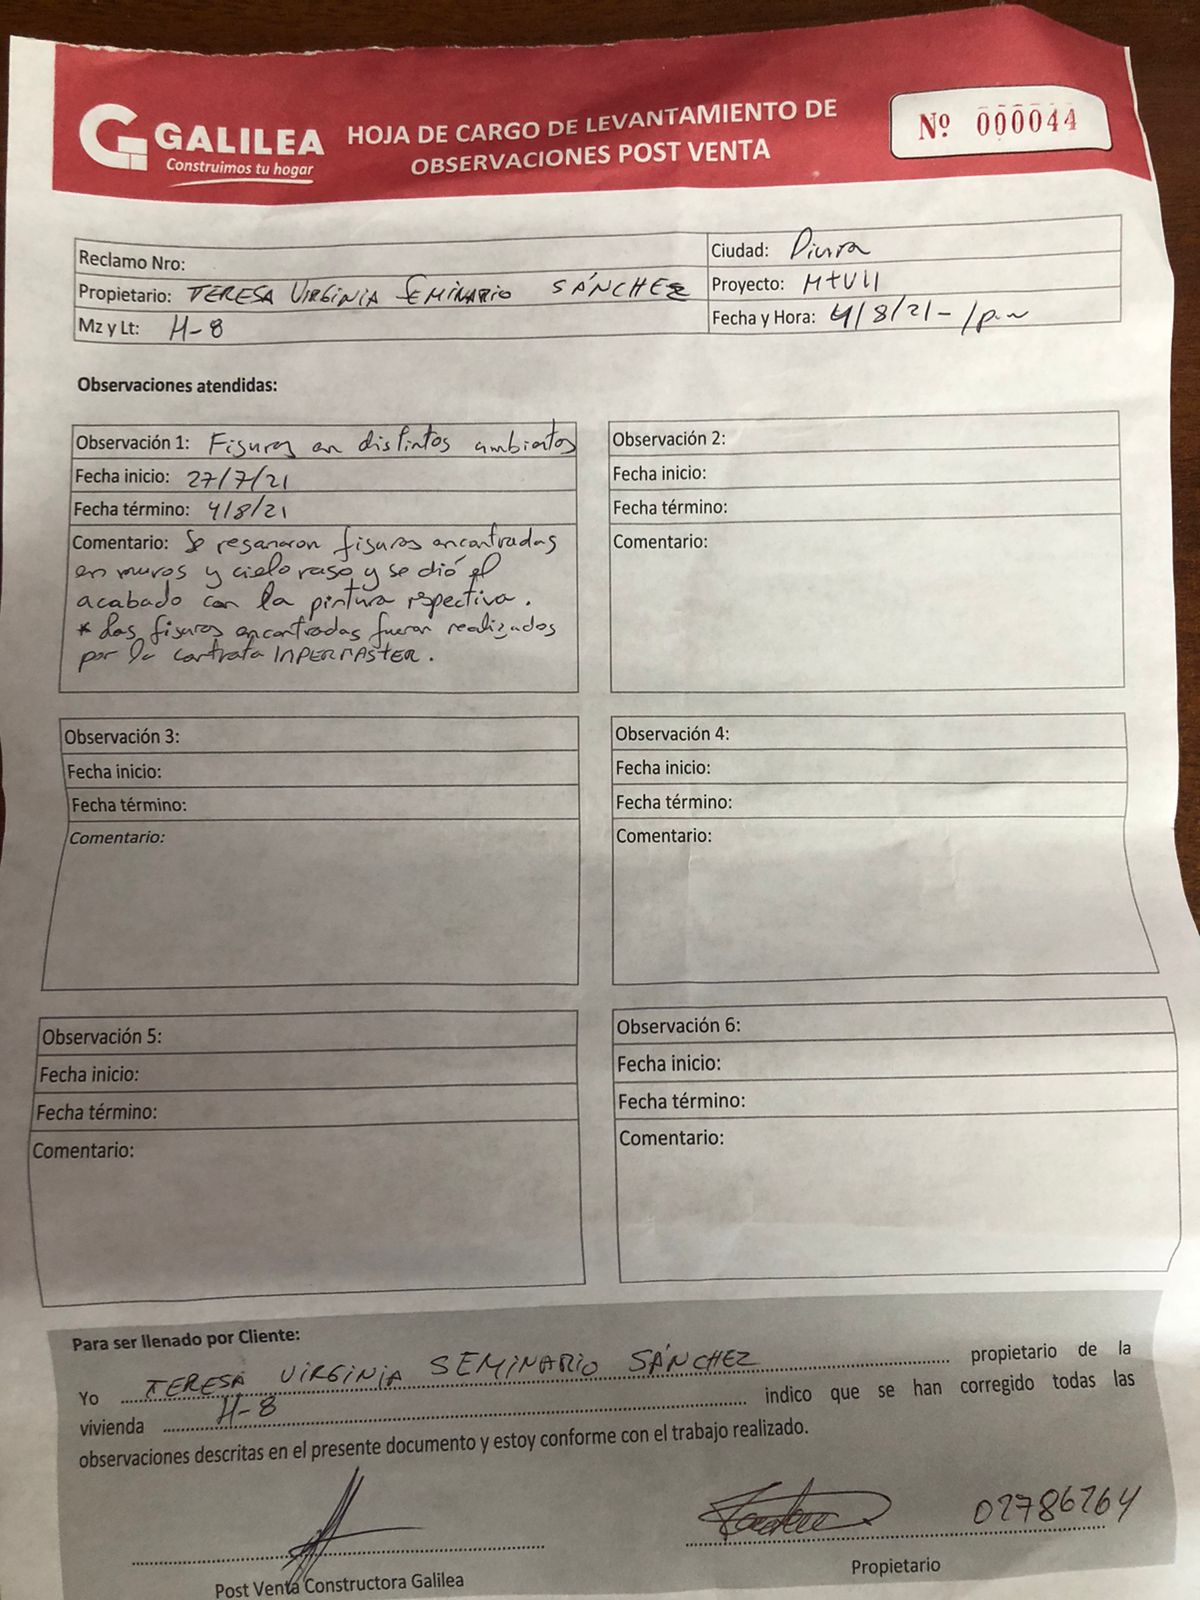 GALILEA
Construimos tu hogar
HOJA DE CARGO DE LEVANTAMIENTO DE
OBSERVACIONES POST VENTA
Nº 000044
Reclamo Nro:
Ciudad: Piura
Propietario: TERESA VIRGINIA SEMINARIO SÁNCHEZ
Proyecto: MTVII
Mz y Lt: H-8
Fecha y Hora: 4/8/21-
Observaciones atendidas:
Observación 1: Fisuras en distintos ambientes
Fecha inicio: 27/7/21
Fecha término: 4/8/21
Comentario: Se resanaron fisuras encontradas
en muros y cielo raso y se dió el
acabado con la pintura respectiva.
* Las fisuras encontradas fueron realizados
por la contrata INPERMASTER.
Observación 2:
Fecha inicio:
Fecha término:
Comentario:
Observación 3:
Fecha inicio:
Fecha término:
Comentario:
Observación 4:
Fecha inicio:
Fecha término:
Comentario:
Observación 5:
Fecha inicio:
Fecha término:
Comentario:
Observación 6:
Fecha inicio:
Fecha término:
Comentario:
Para ser llenado por Cliente:
Yo TERESA VIRGINIA SEMINARIO SÁNCHEZ propietario de la
vivienda H-8 indico que se han corregido todas las
observaciones descritas en el presente documento y estoy conforme con el trabajo realizado.
02786264
Post Venta Constructora Galilea
Propietario